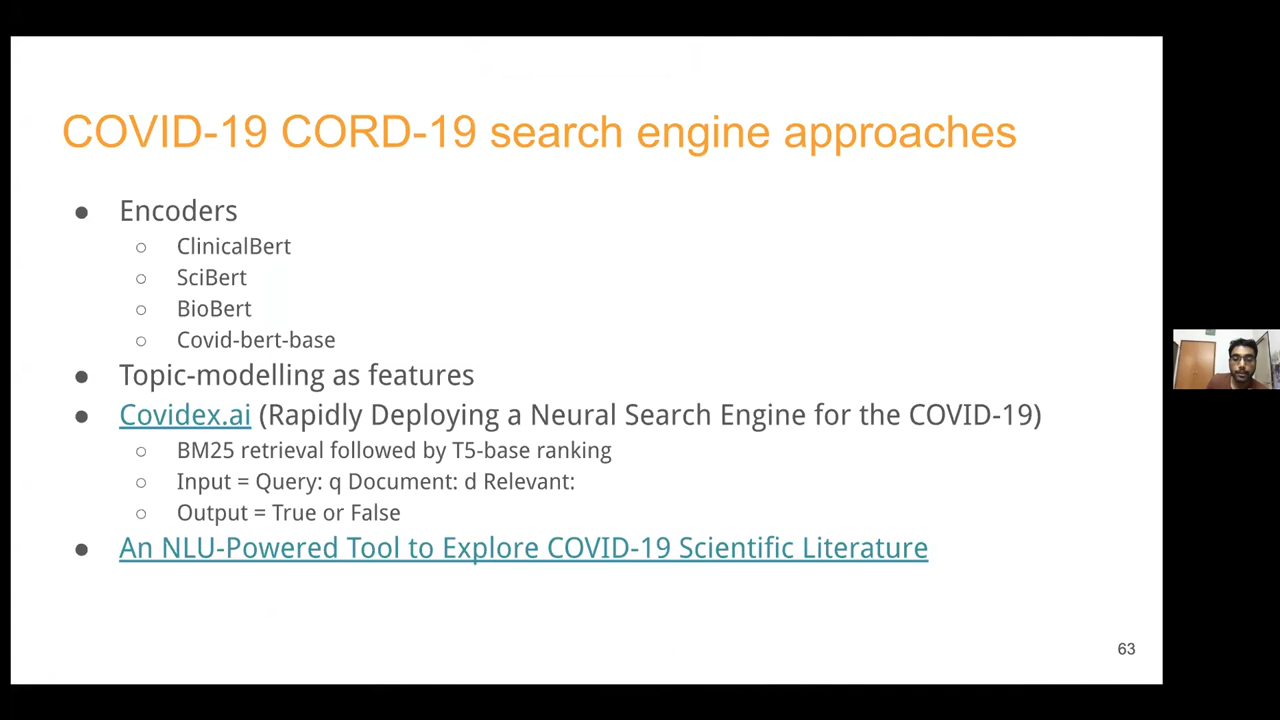 COVID-19 CORD-19 search engine approaches
● Encoders
○ ClinicalBert
○ SciBert
○ BioBert
○ Covid-bert-base
● Topic-modelling as features
● Covidex.ai (Rapidly Deploying a Neural Search Engine for the COVID-19)
○ BM25 retrieval followed by T5-base ranking
○ Input = Query: q Document: d Relevant:
○ Output = True or False
● An NLU-Powered Tool to Explore COVID-19 Scientific Literature
63